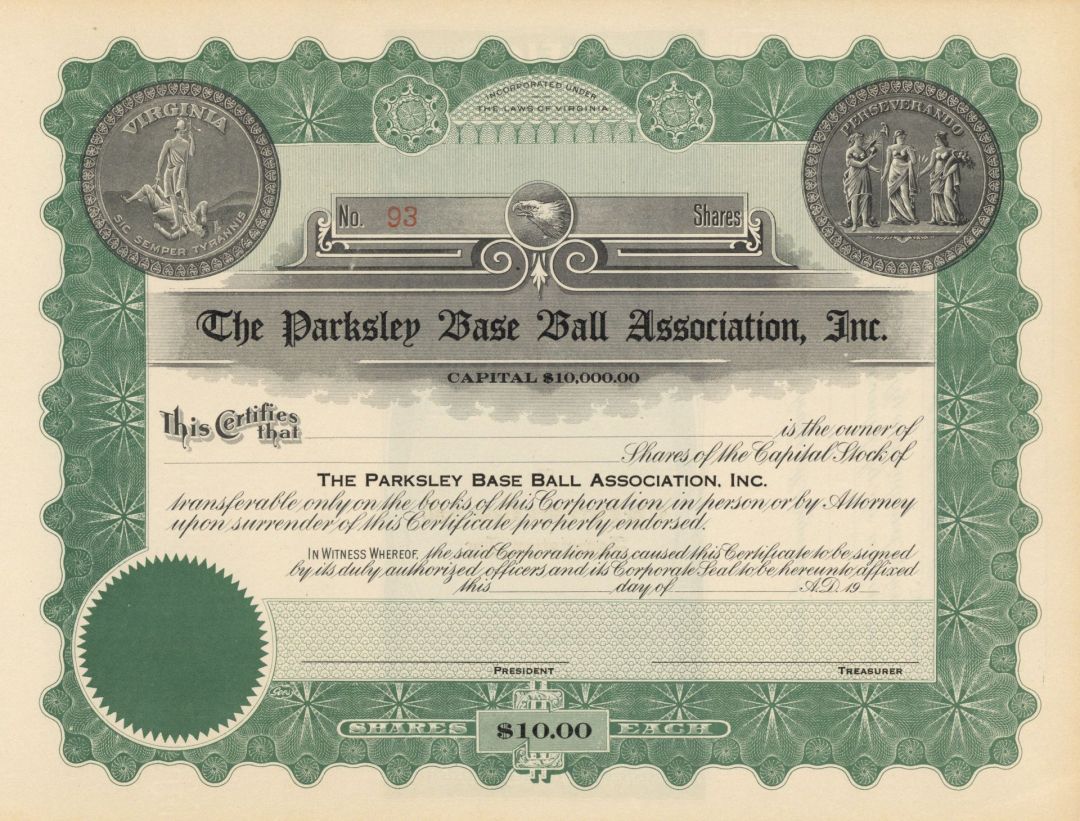 INCORPORATED UNDER
THE LAWS OF VIRGINIA
VIRGINIA
SIC SEMPER TYRANNIS
PERSEVERANDO
No. 93 Shares
The Parksley Base Ball Association, Inc.
CAPITAL $10,000.00
This Certifies that is the owner of
Shares of the Capital Stock of
THE PARKSLEY BASE BALL ASSOCIATION, INC.
transferable only on the books of this Corporation in person or by Attorney
upon surrender of this Certificate properly endorsed.
IN WITNESS WHEREOF, the said Corporation has caused this Certificate to be signed
by its duly authorized officers, and its Corporate Seal to be hereunto affixed
this day of A.D. 19
PRESIDENT TREASURER
SHARES $10.00 EACH